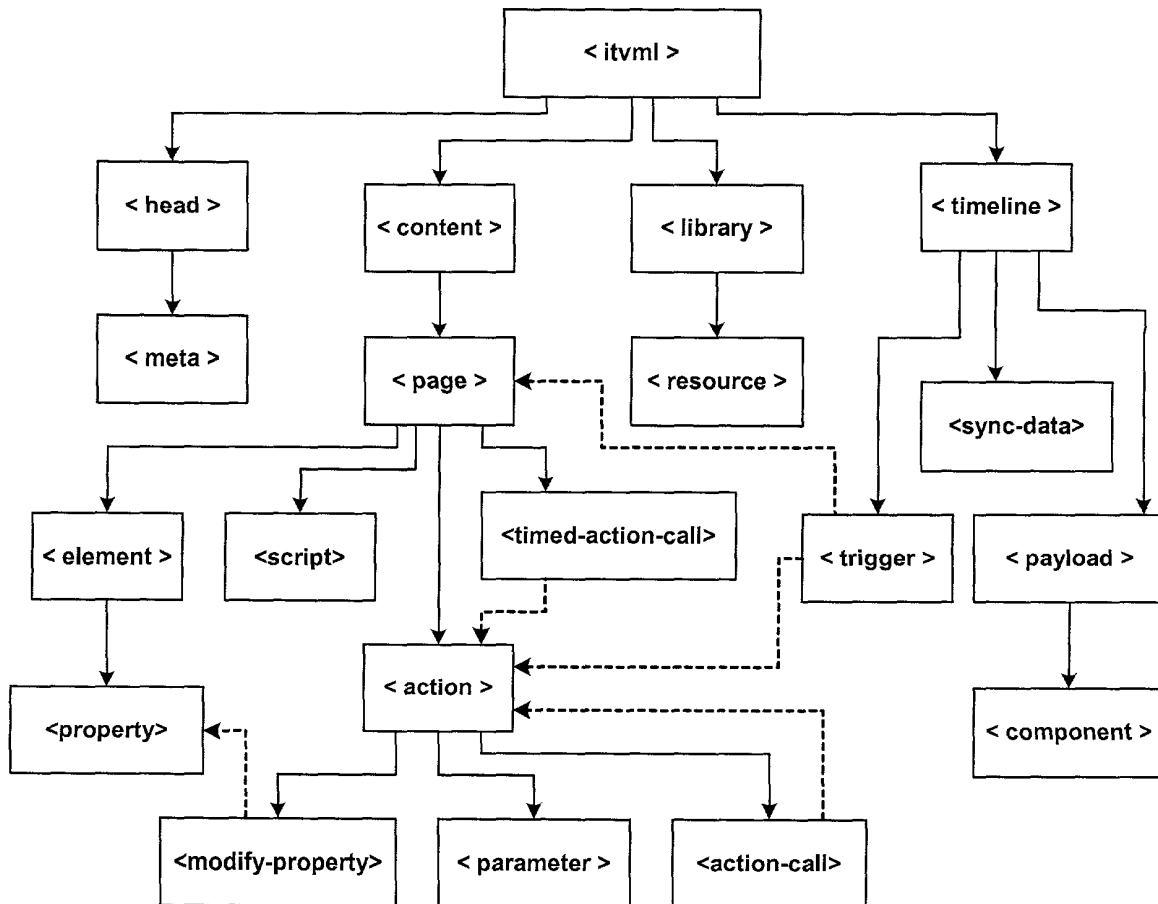 < itvml >
< head >
< content >
< library >
< timeline >
< meta >
< page >
< resource >
<sync-data>
< element >
<script>
<timed-action-call>
< trigger >
< payload >
<property>
< action >
< component >
<modify-property>
< parameter >
<action-call>